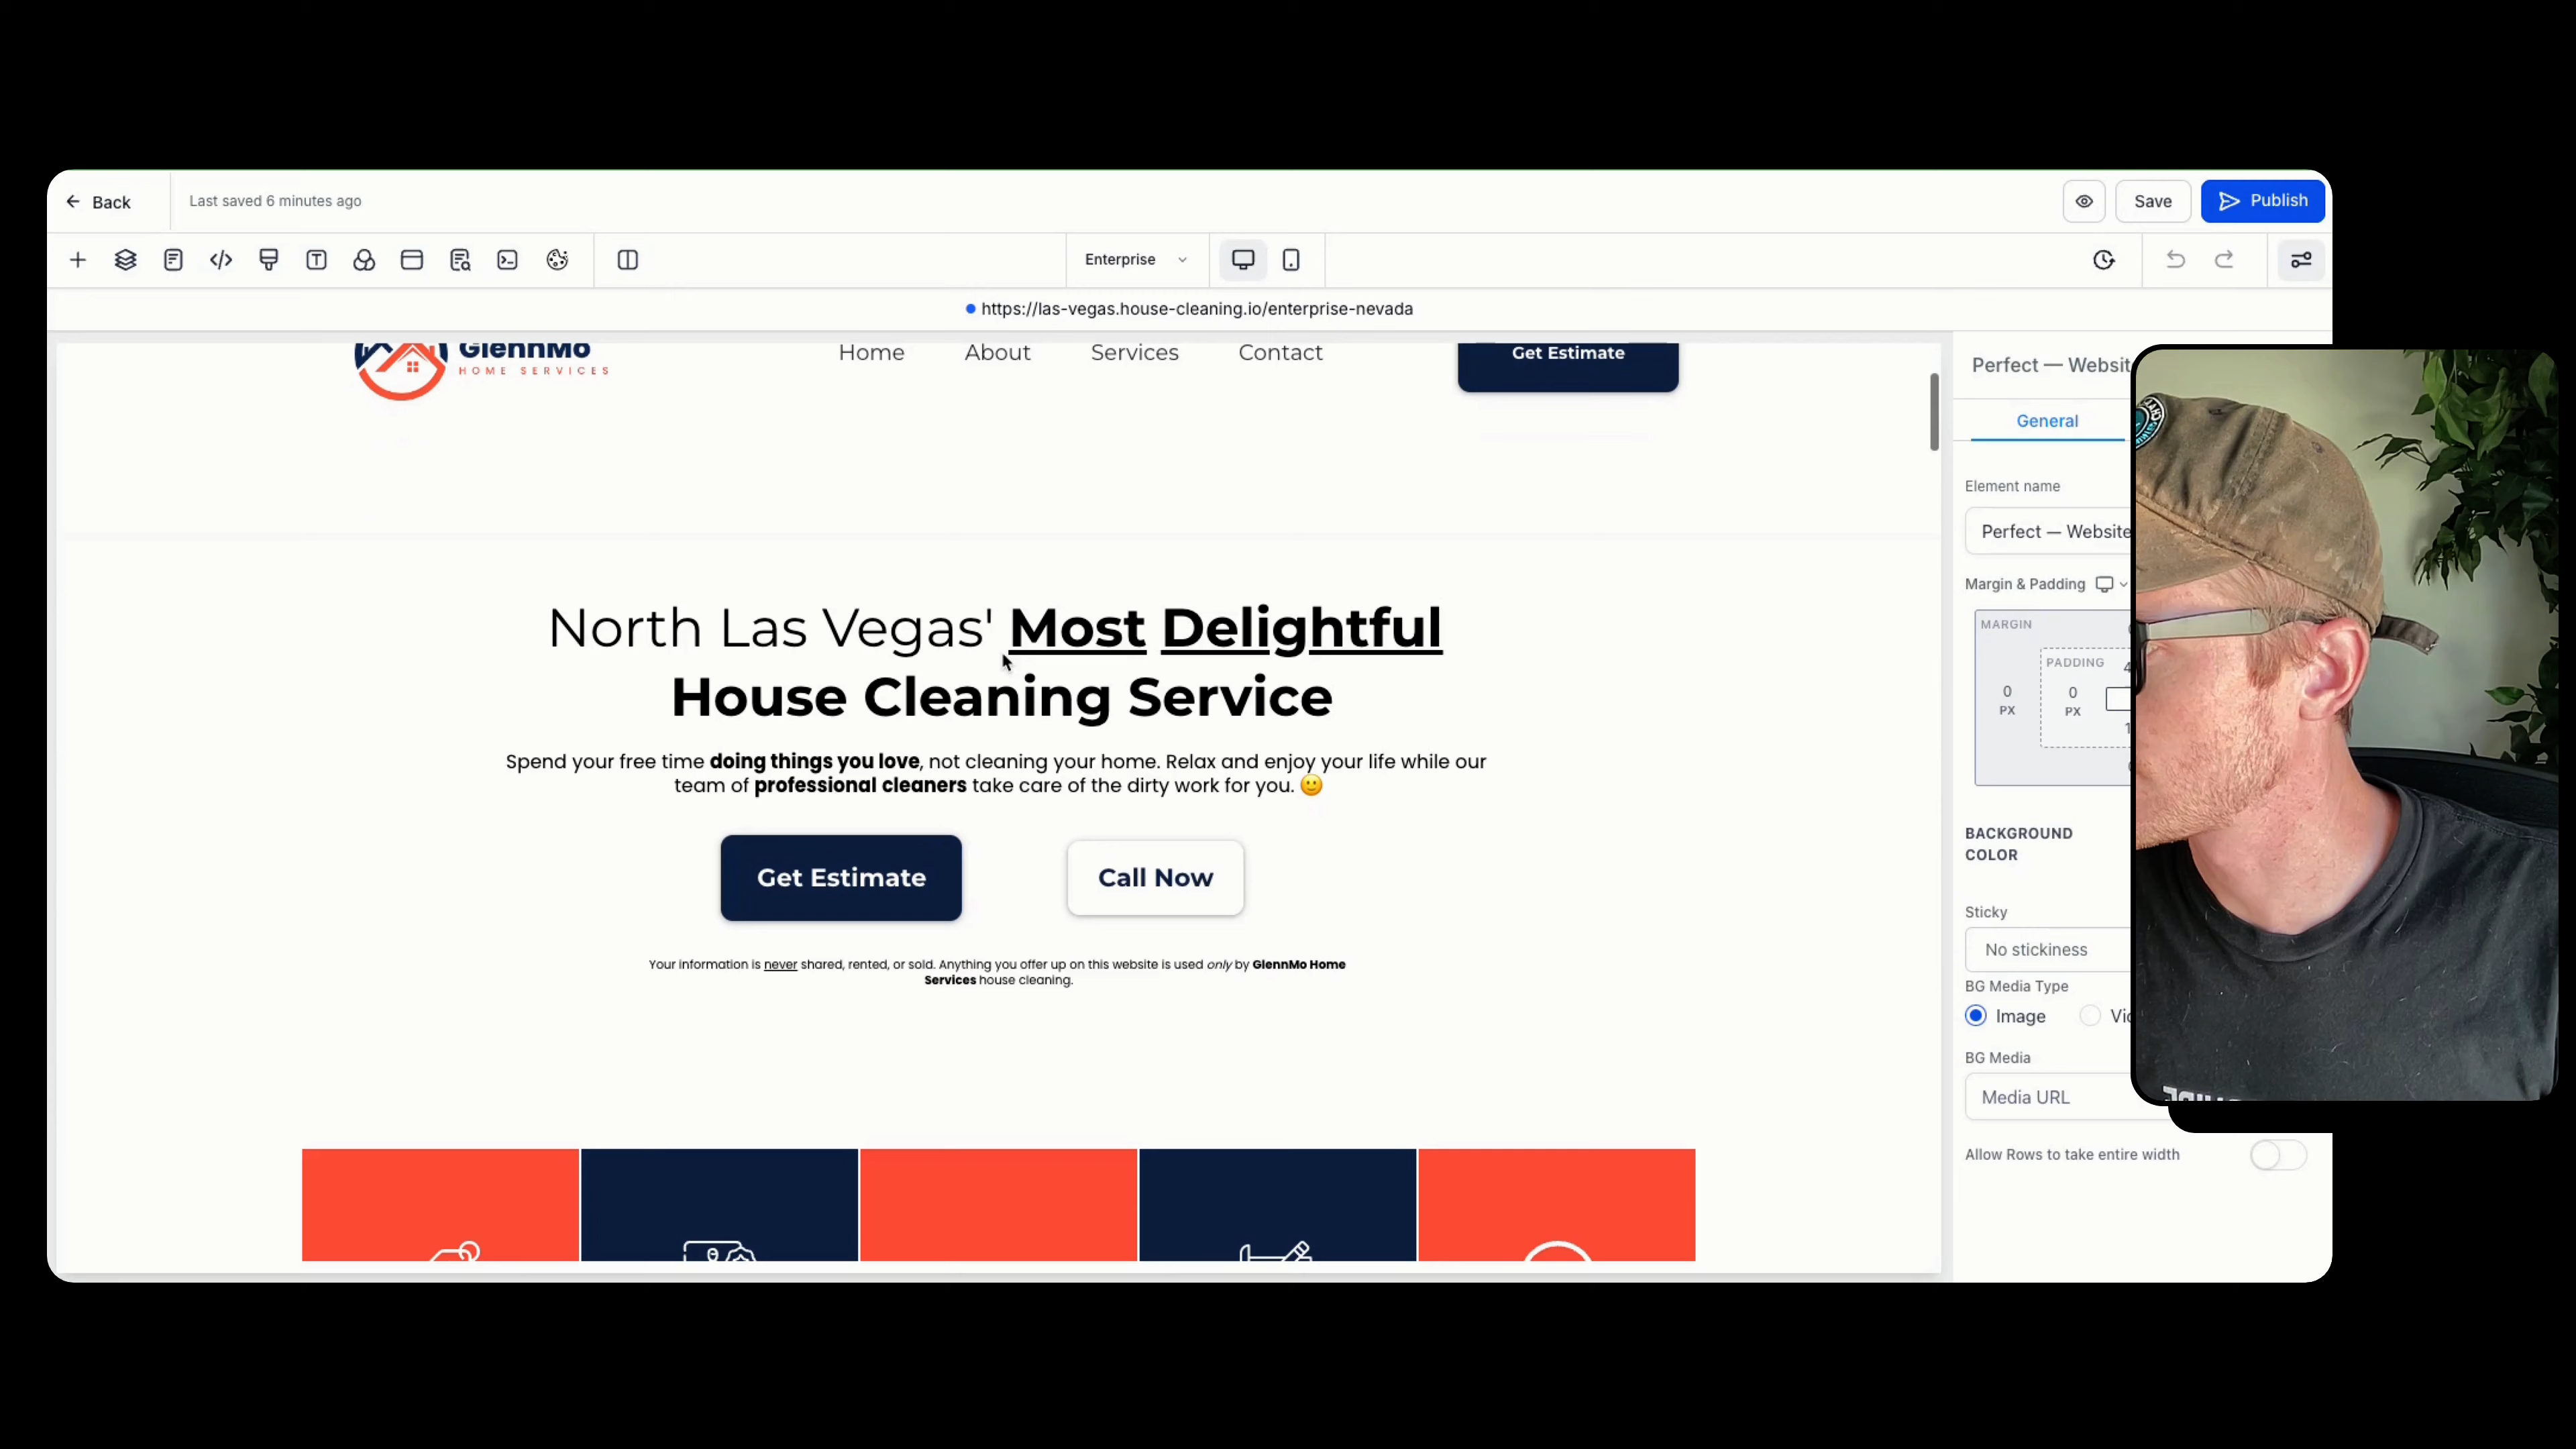 Back
Last saved 6 minutes ago
Save
Publish
Enterprise
https://las-vegas.house-cleaning.io/enterprise-nevada
GlennMo
HOME SERVICES
Home
About
Services
Contact
Get Estimate
North Las Vegas' Most Delightful
House Cleaning Service
Spend your free time doing things you love, not cleaning your home. Relax and enjoy your life while our
team of professional cleaners take care of the dirty work for you. 🙂
Get Estimate
Call Now
Your information is never shared, rented, or sold. Anything you offer up on this website is used only by GlennMo Home
Services house cleaning.
Perfect — Websit
General
Element name
Perfect — Website
Margin & Padding
MARGIN
PADDING
4
0
PX
0
PX
1
BACKGROUND
COLOR
Sticky
No stickiness
BG Media Type
Image
Vi
BG Media
Media URL
Allow Rows to take entire width